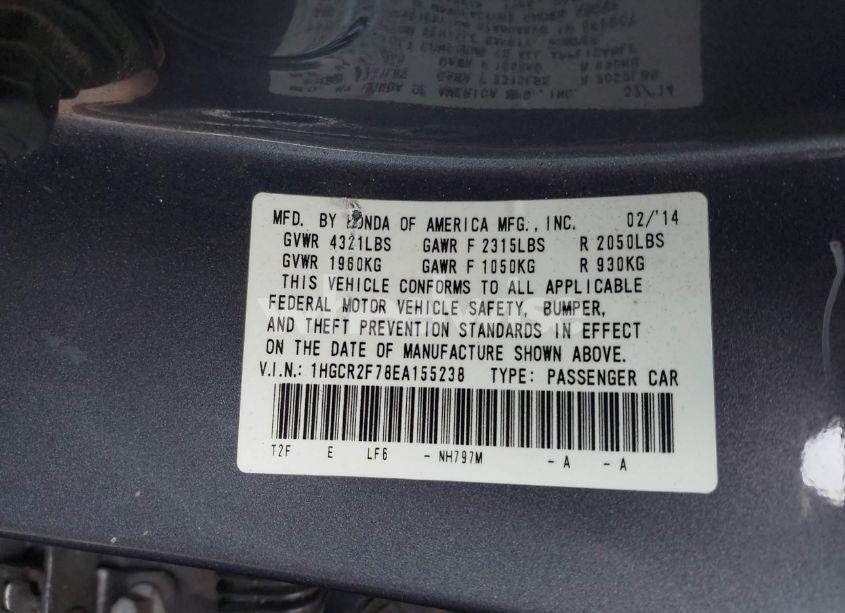 MFD. BY HONDA OF AMERICA MFG., INC. 02/'14
GVWR 4321LBS GAWR F 2315LBS R 2050LBS
GVWR 1960KG GAWR F 1050KG R 930KG
THIS VEHICLE CONFORMS TO ALL APPLICABLE
FEDERAL MOTOR VEHICLE SAFETY, BUMPER,
AND THEFT PREVENTION STANDARDS IN EFFECT
ON THE DATE OF MANUFACTURE SHOWN ABOVE.
V.I.N.: 1HGCR2F78EA155238 TYPE: PASSENGER CAR
T2F E LF6 - NH797M - A - A